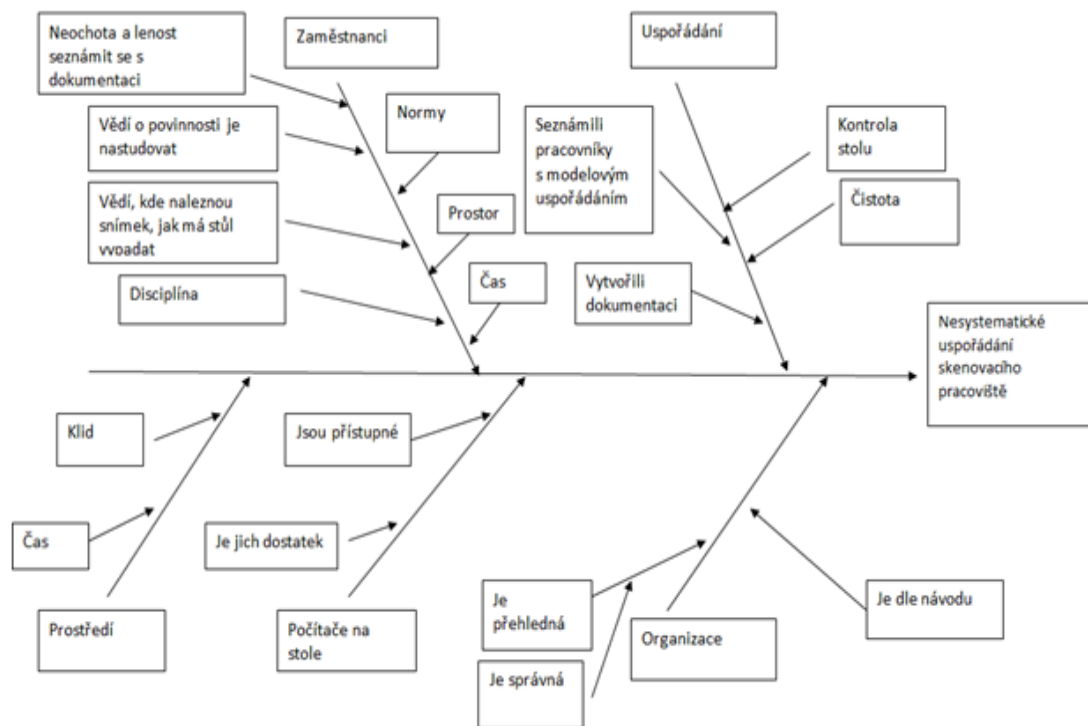 Neochota a lenost
seznámit se s
dokumentaci
Zaměstnanci
Uspořádání
Vědí o povinnosti je
nastudovat
Normy
Seznámili
pracovníky
s modelovým
uspořádáním
Kontrola
stolu
Vědí, kde naleznou
snímek, jak má stůl
vypadat
Prostor
Čistota
Disciplína
Čas
Vytvořili
dokumentaci
Nesystematické
uspořádání
skenovacího
pracoviště
Klid
Jsou přístupné
Čas
Je jich dostatek
Prostředí
Počítače na
stole
Je
přehledná
Organizace
Je dle návodu
Je správná